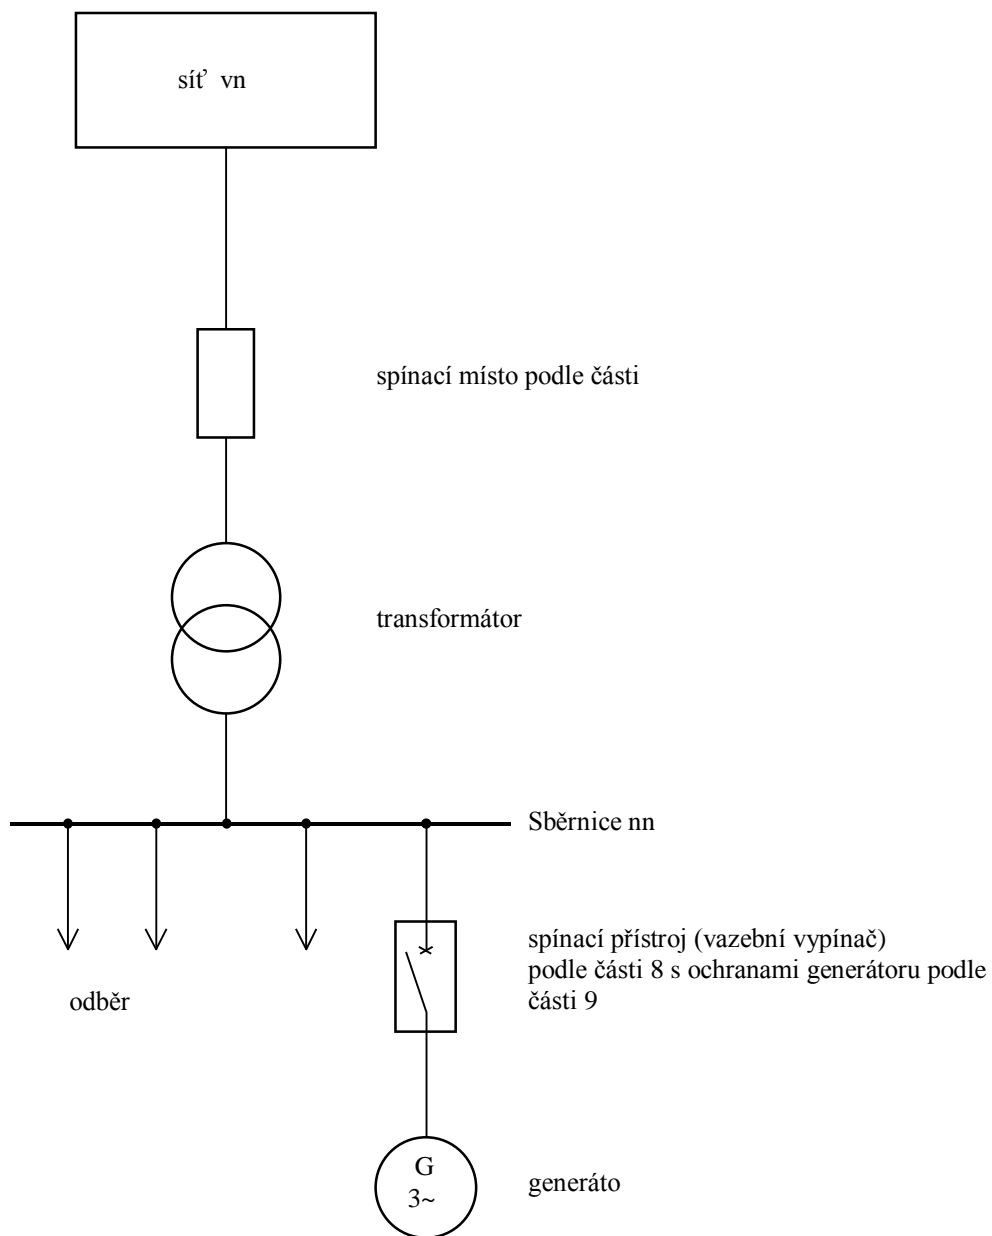 síť vn
spínací místo podle části
transformátor
Sběrnice nn
spínací přístroj (vazební vypínač)
podle části 8 s ochranami generátoru podle
části 9
odběr
G
3~
generáto